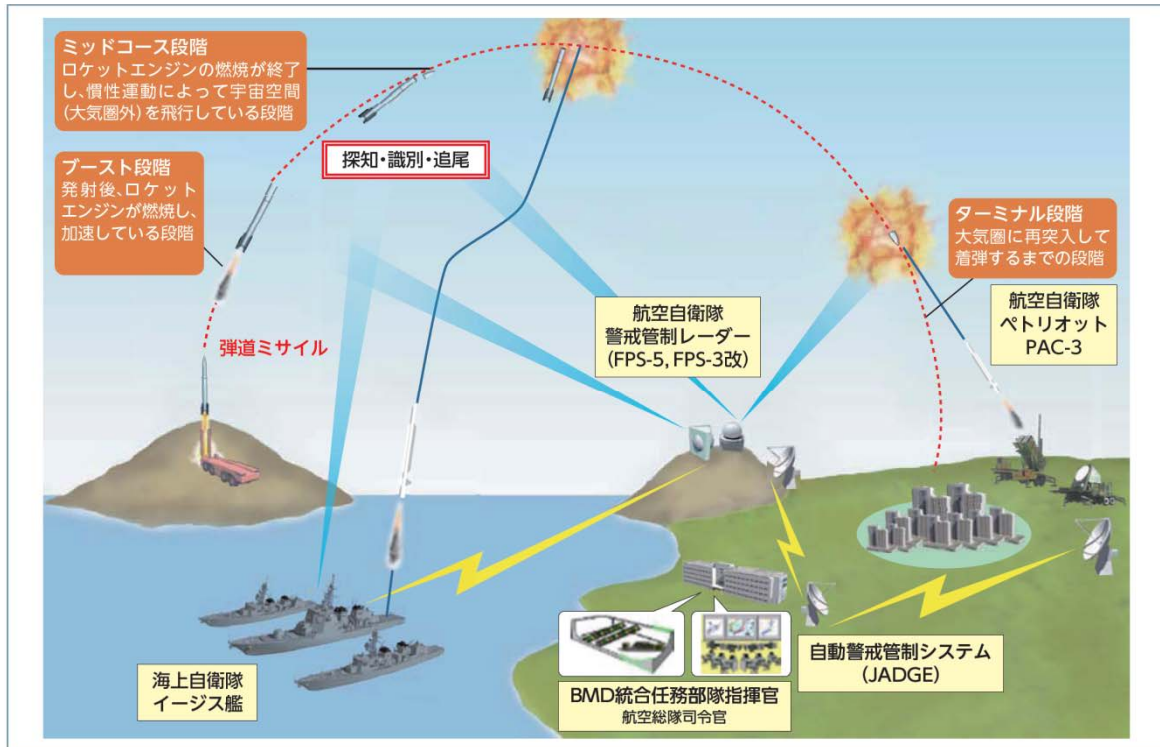 ミッドコース段階
ロケットエンジンの燃焼が終了
し、慣性運動によって宇宙空間
(大気圏外)を飛行している段階
ブースト段階
発射後、ロケット
エンジンが燃焼し、
加速している段階
探知・識別・追尾
ターミナル段階
大気圏に再突入して
着弾するまでの段階
航空自衛隊
ペトリオット
PAC-3
航空自衛隊
警戒管制レーダー
(FPS-5, FPS-3改)
弾道ミサイル
海上自衛隊
イージス艦
BMD統合任務部隊指揮官
航空総隊司令官
自動警戒管制システム
(JADGE)